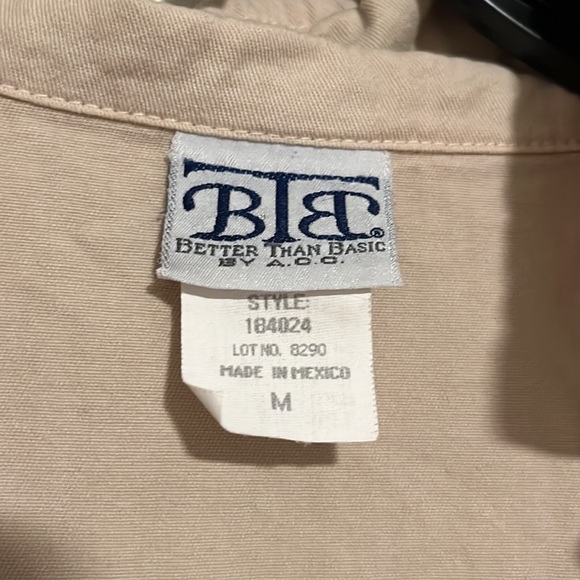 BTB®
BETTER THAN BASIC
BY A.C.C.
STYLE:
184024
LOT NO. 8290
MADE IN MEXICO
M